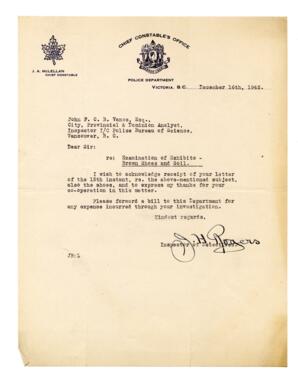 CHIEF CONSTABLE'S OFFICE
J. A. McLELLAN
CHIEF CONSTABLE
POLICE DEPARTMENT
VICTORIA, B.C.
December 16th, 1942.
John F. C. B. Vance, Esq.,
City, Provincial & Dominion Analyst,
Inspector I/C Police Bureau of Science,
Vancouver, B. C.
Dear Sir:
re: Examination of Exhibits -
Brown Shoes and Soil.
I wish to acknowledge receipt of your letter
of the 15th instant, re. the above-mentioned subject,
also the shoes, and to express my thanks for your
co-operation in this matter.
Please forward a bill to this Department for
any expense incurred through your investigation.
Kindest regards,
J H Rogers
Inspector of Detectives.